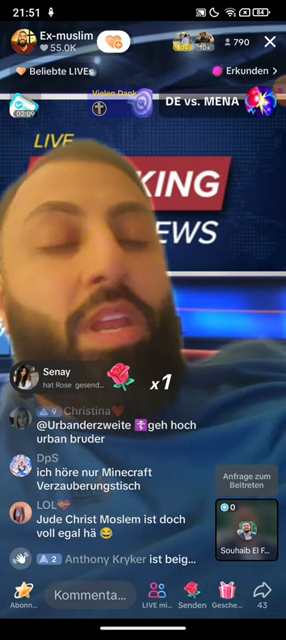 21:51
84
Ex-muslim
55.0K
790
Beliebte LIVEs
Erkunden >
Vielen Dank
02:09
DE vs. MENA
LIVE
KING
EWS
Senay
hat Rose gesend...
x1
9 Christina
@Urbanderzweite geh hoch
urban bruder
DpS
ich höre nur Minecraft
Verzauberungstisch
LOL
Jude Christ Moslem ist doch
voll egal hä
2 Anthony Kryker ist beig...
Anfrage zum
Beitreten
0
Souhaib El F...
Abonn...
Kommenta...
LIVE mi...
Senden
Gesche...
43